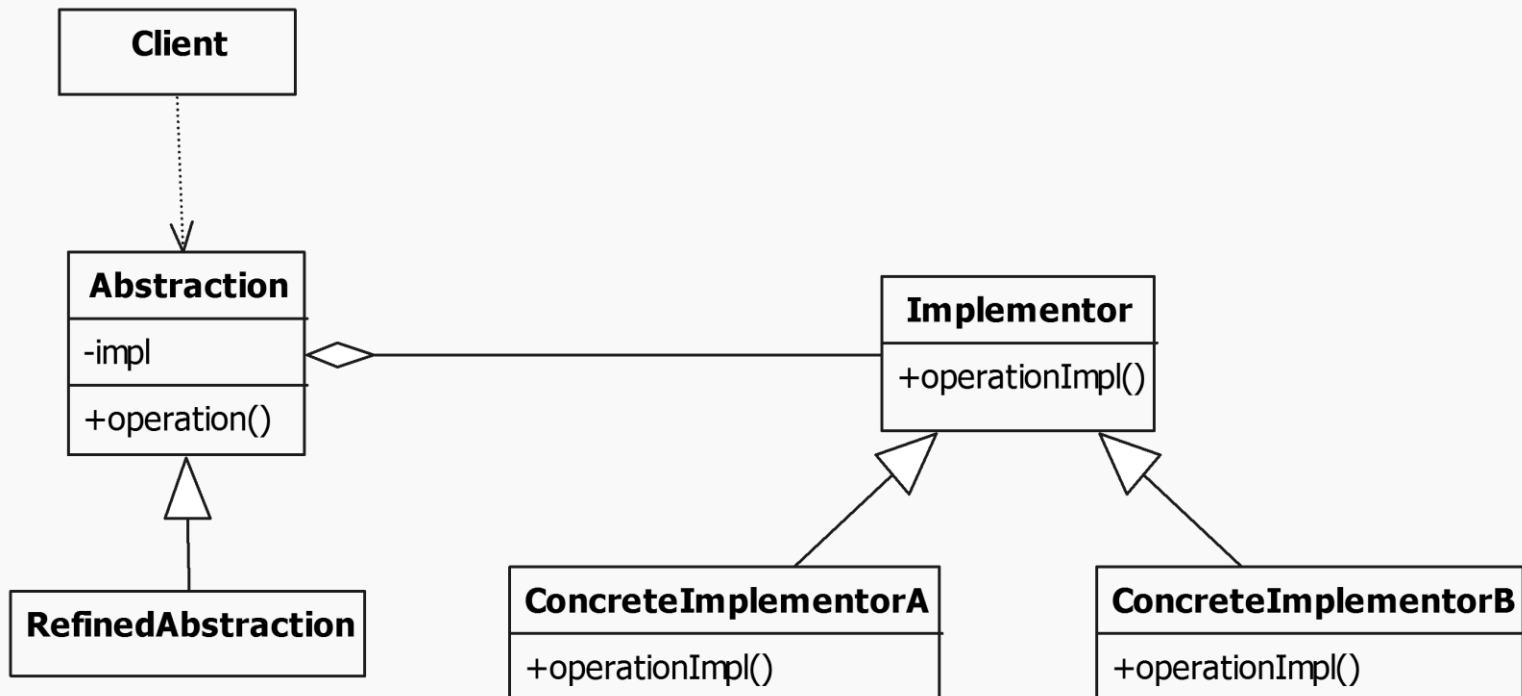 Client
Abstraction
-impl
+operation()
Implementor
+operationImpl()
RefinedAbstraction
ConcreteImplementorA
+operationImpl()
ConcreteImplementorB
+operationImpl()